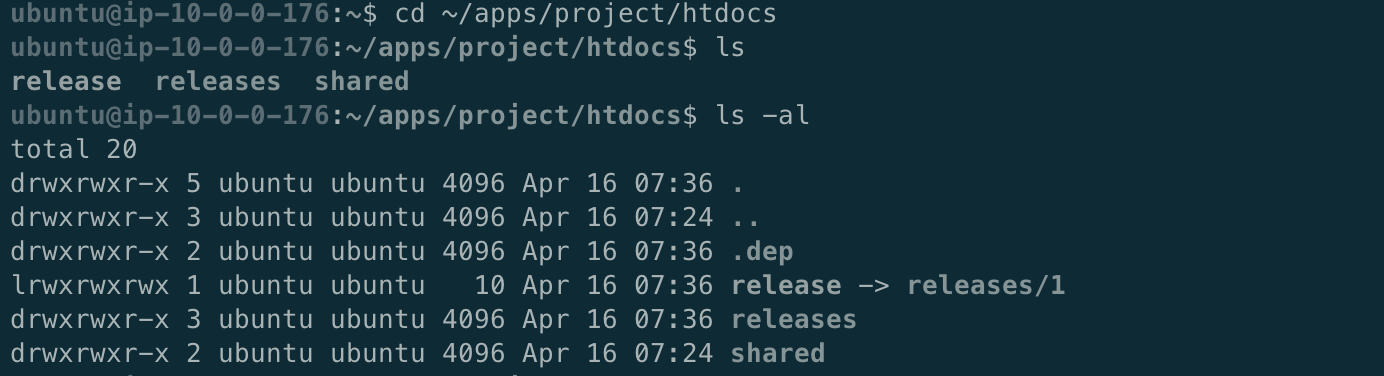 ubuntu@ip-10-0-0-176:~$ cd ~/apps/project/htdocs
ubuntu@ip-10-0-0-176:~/apps/project/htdocs$ ls
release  releases  shared
ubuntu@ip-10-0-0-176:~/apps/project/htdocs$ ls -al
total 20
drwxrwxr-x 5 ubuntu ubuntu 4096 Apr 16 07:36 .
drwxrwxr-x 3 ubuntu ubuntu 4096 Apr 16 07:24 ..
drwxrwxr-x 2 ubuntu ubuntu 4096 Apr 16 07:36 .dep
lrwxrwxrwx 1 ubuntu ubuntu   10 Apr 16 07:36 release -> releases/1
drwxrwxr-x 3 ubuntu ubuntu 4096 Apr 16 07:36 releases
drwxrwxr-x 2 ubuntu ubuntu 4096 Apr 16 07:24 shared